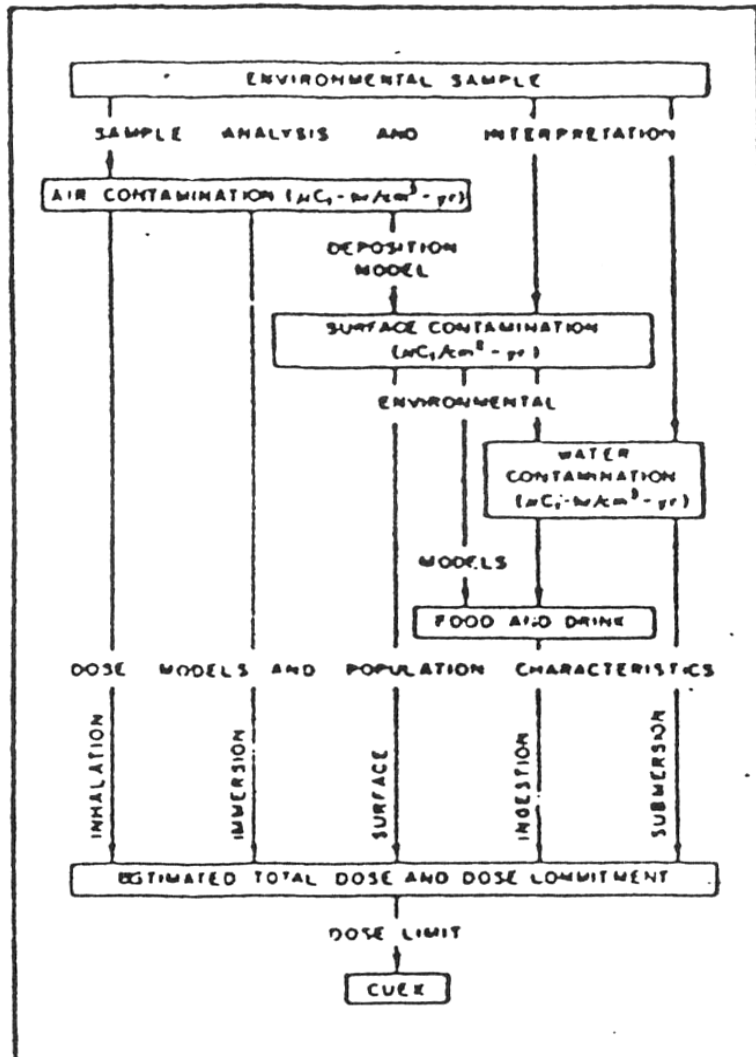 ENVIRONMENTAL SAMPLE
SAMPLE ANALYSIS AND INTERPRETATION
AIR CONTAMINATION (μCi-hr/cm³-yr)
DEPOSITION
MODEL
SURFACE CONTAMINATION
(μCi/cm²-yr)
ENVIRONMENTAL
WATER
CONTAMINATION
(μCi-hr/cm³-yr)
MODELS
FOOD AND DRINK
DOSE MODELS AND POPULATION CHARACTERISTICS
INHALATION
IMMERSION
SURFACE
INGESTION
SUBMERSION
ESTIMATED TOTAL DOSE AND DOSE COMMITMENT
DOSE LIMIT
CUEX